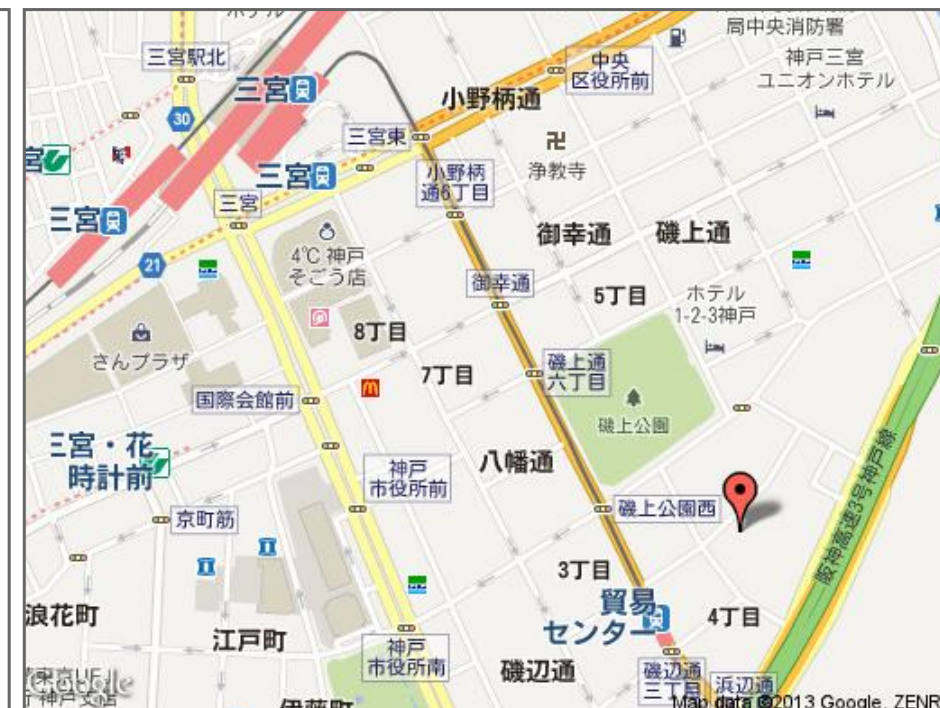 ホテル
局中央消防署
三宮駅北
中央
区役所前
神戸三宮
ユニオンホテル
三宮
小野柄通
30
三宮東
宮
三宮
小野柄
通6丁目
浄教寺
三宮
三宮
御幸通
磯上通
21
4℃ 神戸
そごう店
御幸通
5丁目
ホテル
1-2-3神戸
さんプラザ
8丁目
7丁目
磯上通
六丁目
国際会館前
磯上公園
三宮・花
時計前
神戸
市役所前
八幡通
阪神高速3号神戸線
京町筋
磯上公園西
3丁目
浪花町
貿易
センター
4丁目
江戸町
神戸
市役所南
磯辺通
磯辺通
三丁目
浜辺通
Google
伊藤町
Map data ©2013 Google, ZENR